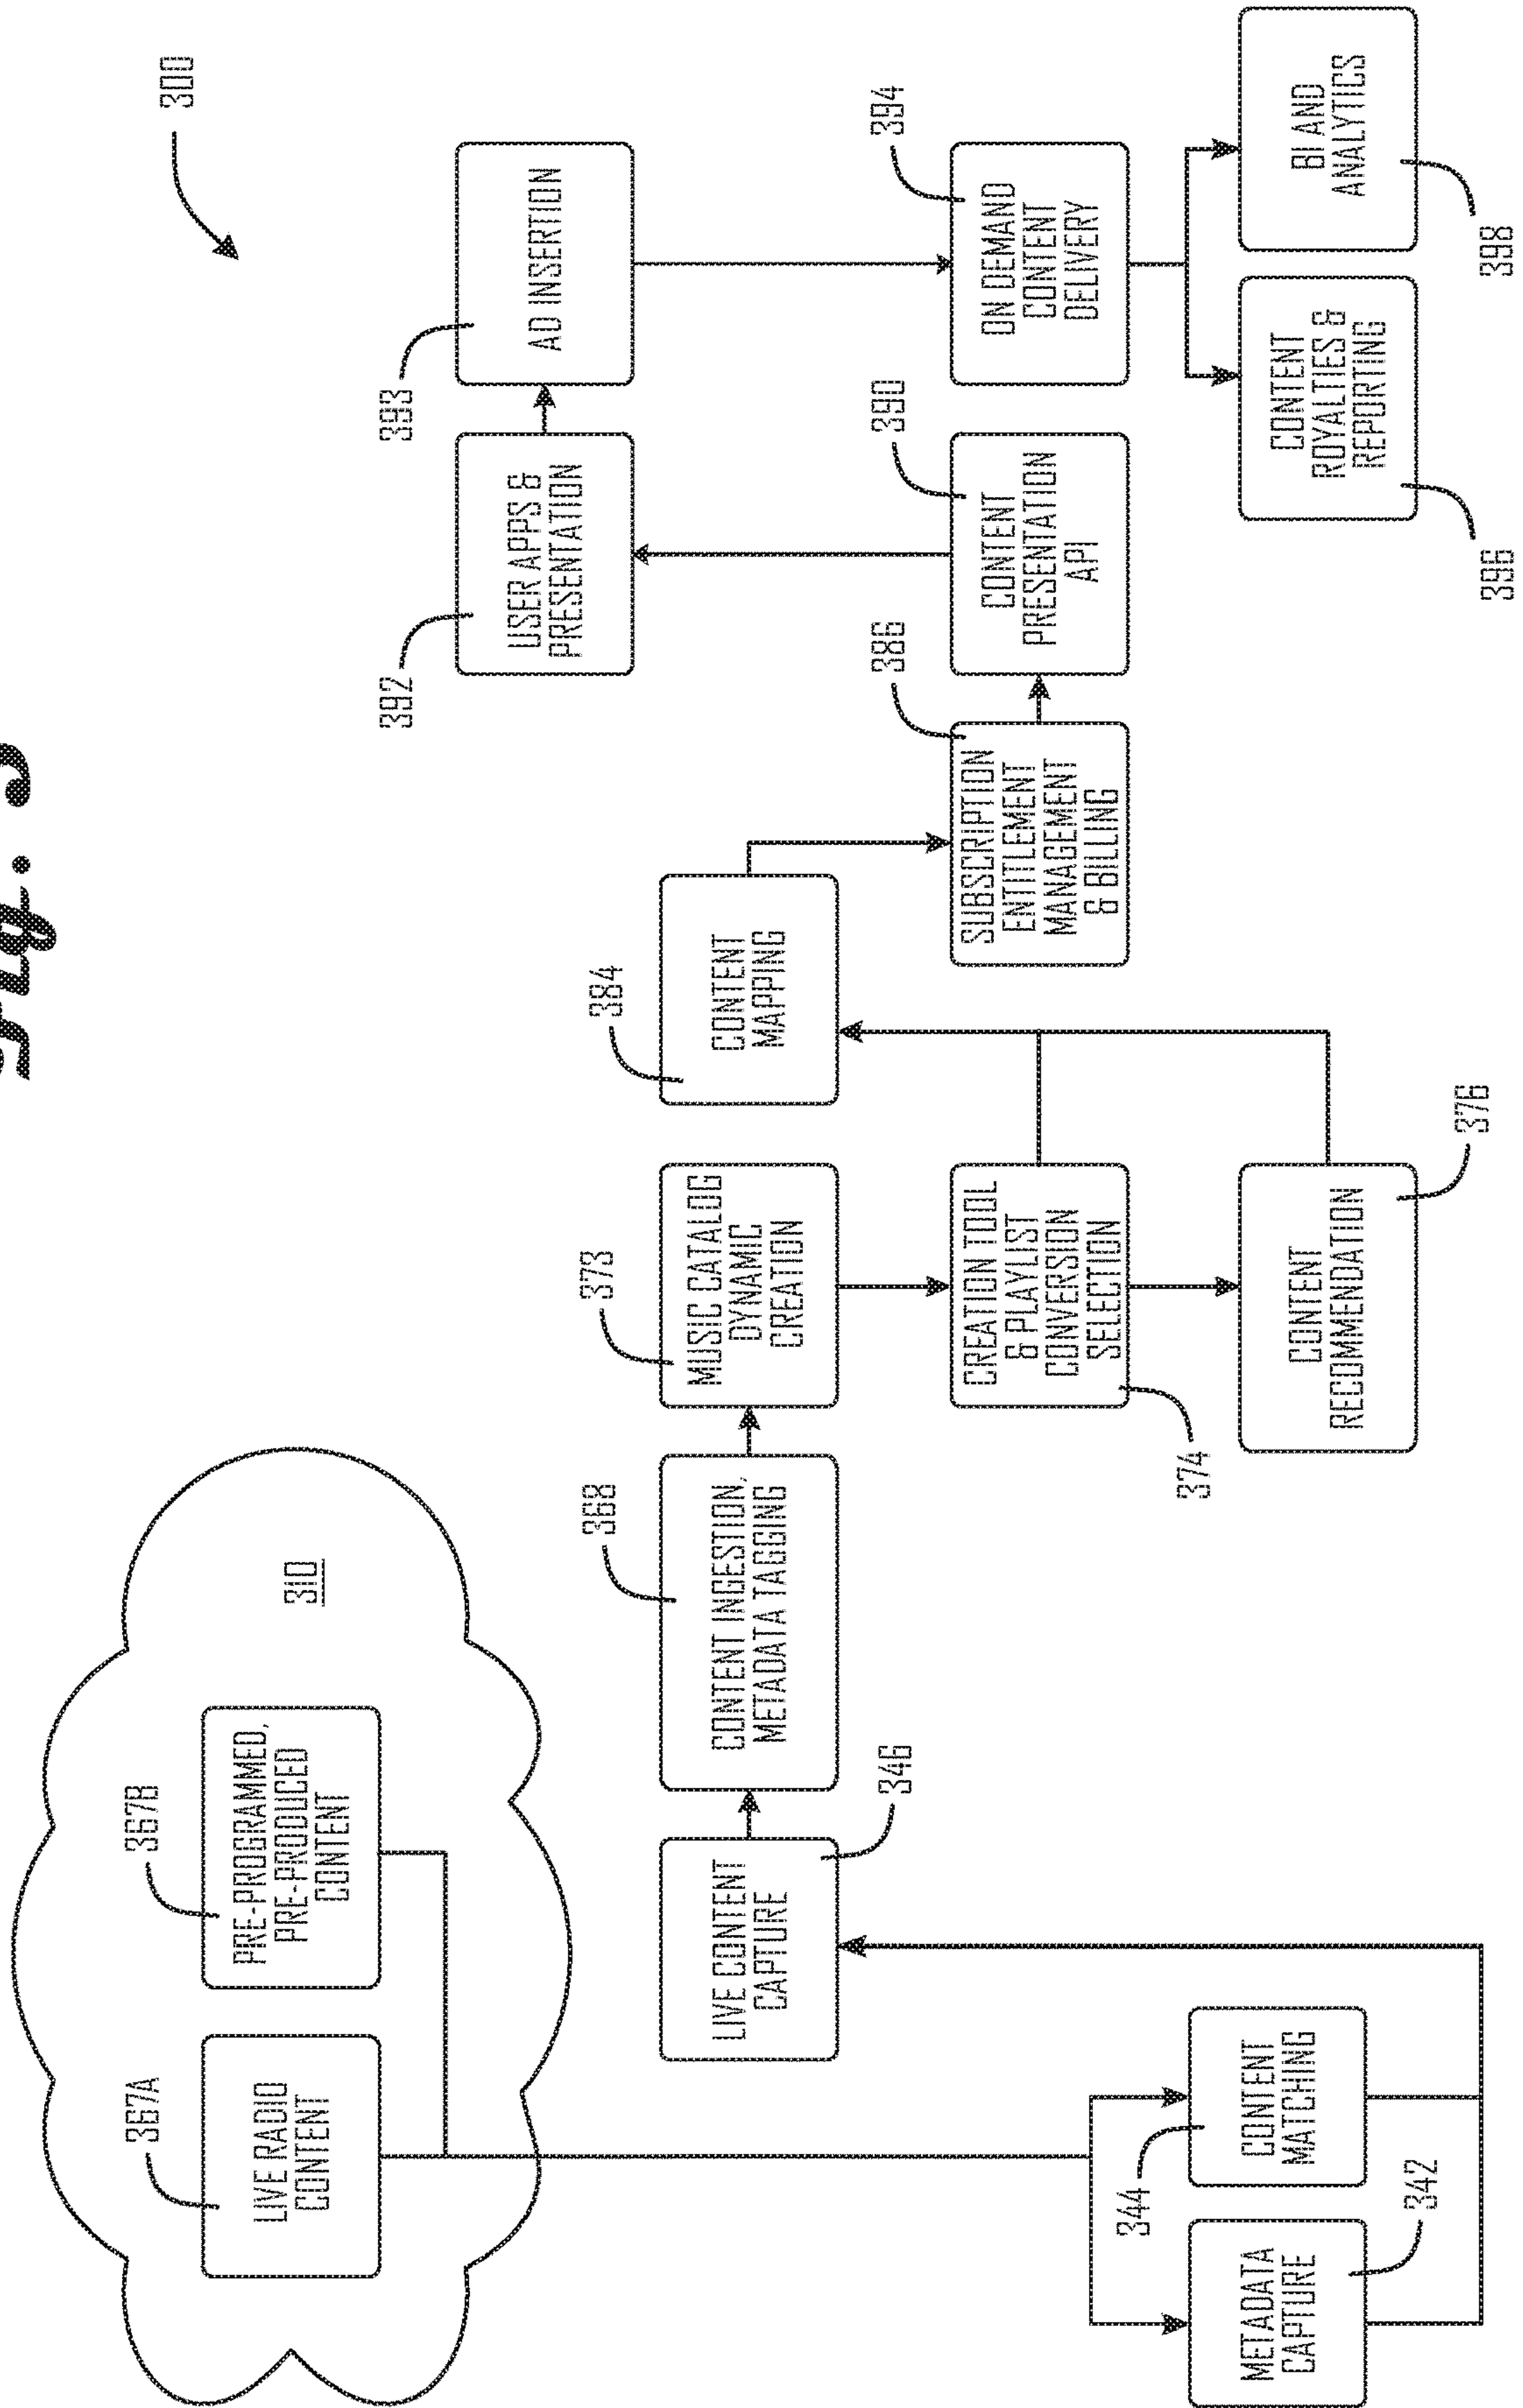 Fig. 3
300
310
367A
LIVE RADIO
CONTENT
367B
PRE-PROGRAMMED,
PRE-PRODUCED
CONTENT
METADATA
CAPTURE
342
344
CONTENT
MATCHING
LIVE CONTENT
CAPTURE
346
368
CONTENT INGESTION,
METADATA TAGGING
373
MUSIC CATALOG
DYNAMIC
CREATION
374
CREATION TOOL
& PLAYLIST
CONVERSION
SELECTION
CONTENT
RECOMMENDATION
376
384
CONTENT
MAPPING
386
SUBSCRIPTION
ENTITLEMENT
MANAGEMENT
& BILLING
390
CONTENT
PRESENTATION
API
392
USER APPS &
PRESENTATION
393
AD INSERTION
394
ON DEMAND
CONTENT
DELIVERY
CONTENT
ROYALTIES &
REPORTING
396
BI AND
ANALYTICS
398